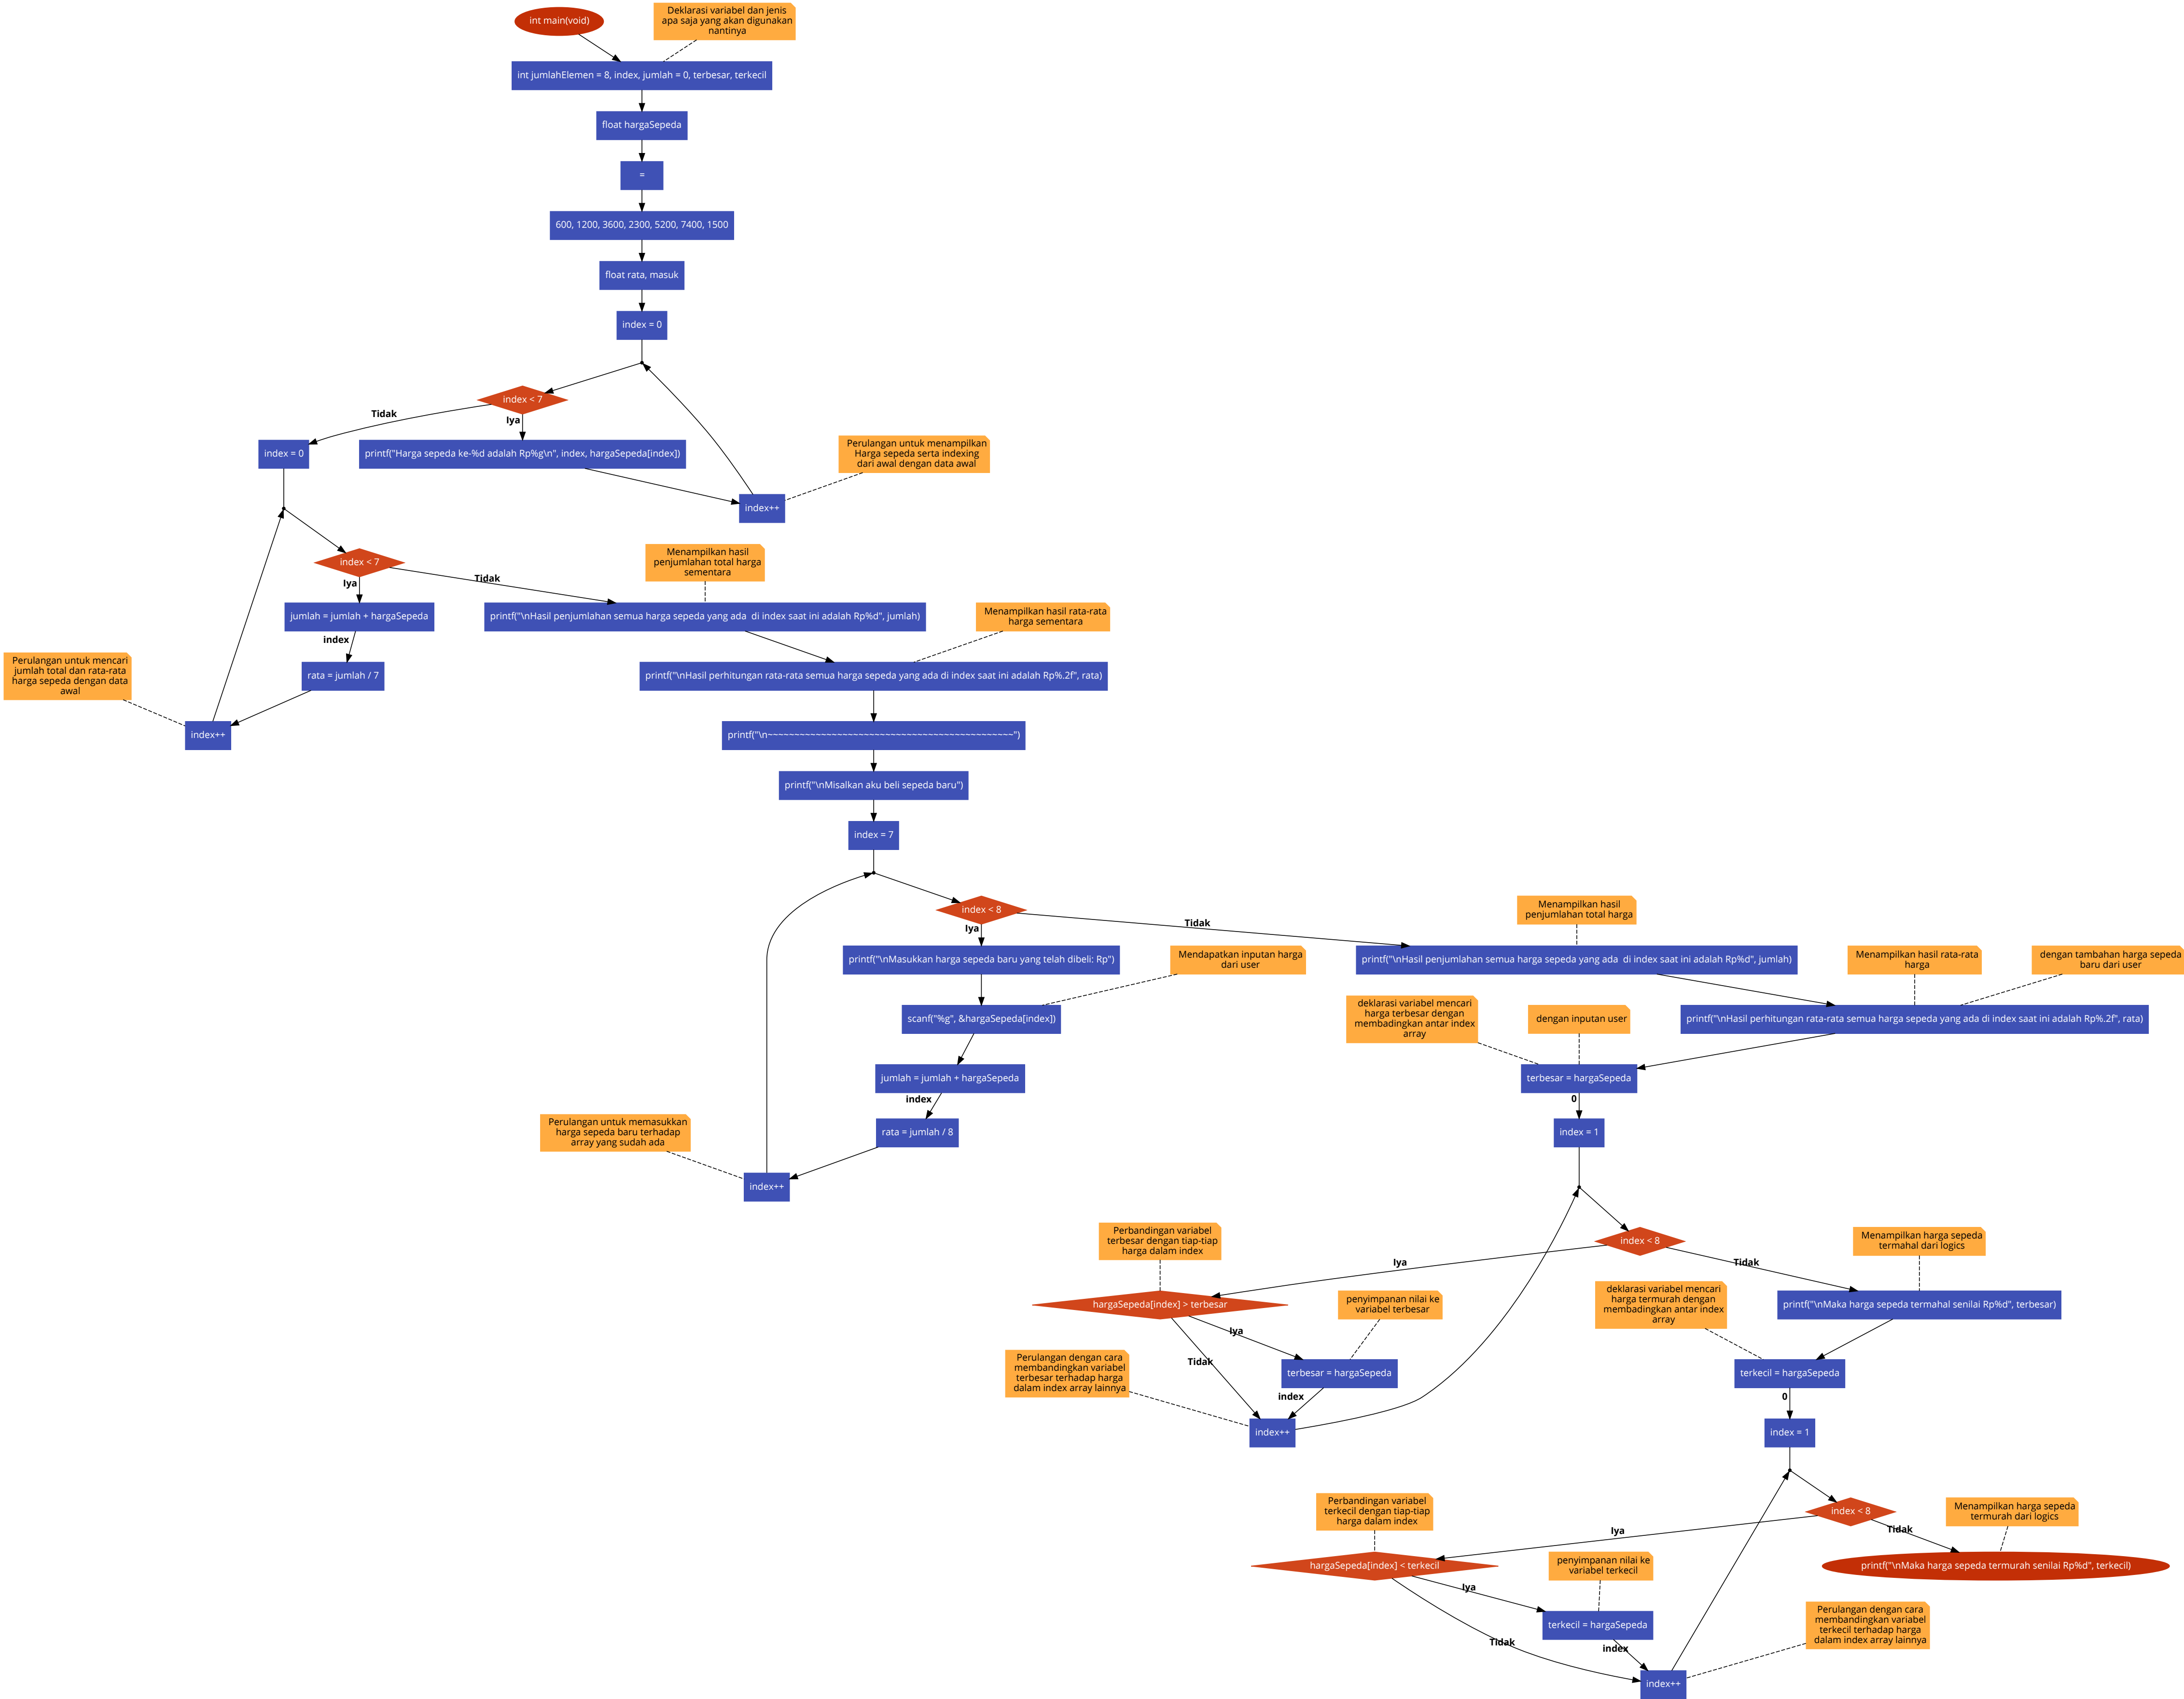 int main(void)
Deklarasi variabel dan jenis
apa saja yang akan digunakan
nantinya
int jumlahElemen = 8, index, jumlah = 0, terbesar, terkecil
float hargaSepeda
=
600, 1200, 3600, 2300, 5200, 7400, 1500
float rata, masuk
index = 0
index < 7
Tidak
Iya
index = 0
printf("Harga sepeda ke-%d adalah Rp%g\n", index, hargaSepeda[index])
Perulangan untuk menampilkan
Harga sepeda serta indexing
dari awal dengan data awal
index++
index < 7
Iya
Tidak
Menampilkan hasil
penjumlahan total harga
sementara
jumlah = jumlah + hargaSepeda
index
printf("\nHasil penjumlahan semua harga sepeda yang ada  di index saat ini adalah Rp%d", jumlah)
Menampilkan hasil rata-rata
harga sementara
Perulangan untuk mencari
jumlah total dan rata-rata
harga sepeda dengan data
awal
rata = jumlah / 7
printf("\nHasil perhitungan rata-rata semua harga sepeda yang ada di index saat ini adalah Rp%.2f", rata)
index++
printf("\n~~~~~~~~~~~~~~~~~~~~~~~~~~~~~~~~~~~~~~~~~~~~~~")
printf("\nMisalkan aku beli sepeda baru")
index = 7
index < 8
Iya
Tidak
Menampilkan hasil
penjumlahan total harga
printf("\nMasukkan harga sepeda baru yang telah dibeli: Rp")
Mendapatkan inputan harga
dari user
printf("\nHasil penjumlahan semua harga sepeda yang ada  di index saat ini adalah Rp%d", jumlah)
Menampilkan hasil rata-rata
harga
dengan tambahan harga sepeda
baru dari user
scanf("%g", &hargaSepeda[index])
deklarasi variabel mencari
harga terbesar dengan
membadingkan antar index
array
dengan inputan user
printf("\nHasil perhitungan rata-rata semua harga sepeda yang ada di index saat ini adalah Rp%.2f", rata)
jumlah = jumlah + hargaSepeda
index
terbesar = hargaSepeda
0
Perulangan untuk memasukkan
harga sepeda baru terhadap
array yang sudah ada
rata = jumlah / 8
index = 1
index++
Perbandingan variabel
terbesar dengan tiap-tiap
harga dalam index
index < 8
Iya
Tidak
Menampilkan harga sepeda
termahal dari logics
hargaSepeda[index] > terbesar
penyimpanan nilai ke
variabel terbesar
deklarasi variabel mencari
harga termurah dengan
membadingkan antar index
array
printf("\nMaka harga sepeda termahal senilai Rp%d", terbesar)
Iya
Tidak
Perulangan dengan cara
membandingkan variabel
terbesar terhadap harga
dalam index array lainnya
terbesar = hargaSepeda
index
terkecil = hargaSepeda
0
index++
index = 1
Perbandingan variabel
terkecil dengan tiap-tiap
harga dalam index
index < 8
Iya
Tidak
Menampilkan harga sepeda
termurah dari logics
hargaSepeda[index] < terkecil
penyimpanan nilai ke
variabel terkecil
printf("\nMaka harga sepeda termurah senilai Rp%d", terkecil)
Iya
Tidak
terkecil = hargaSepeda
index
Perulangan dengan cara
membandingkan variabel
terkecil terhadap harga
dalam index array lainnya
index++